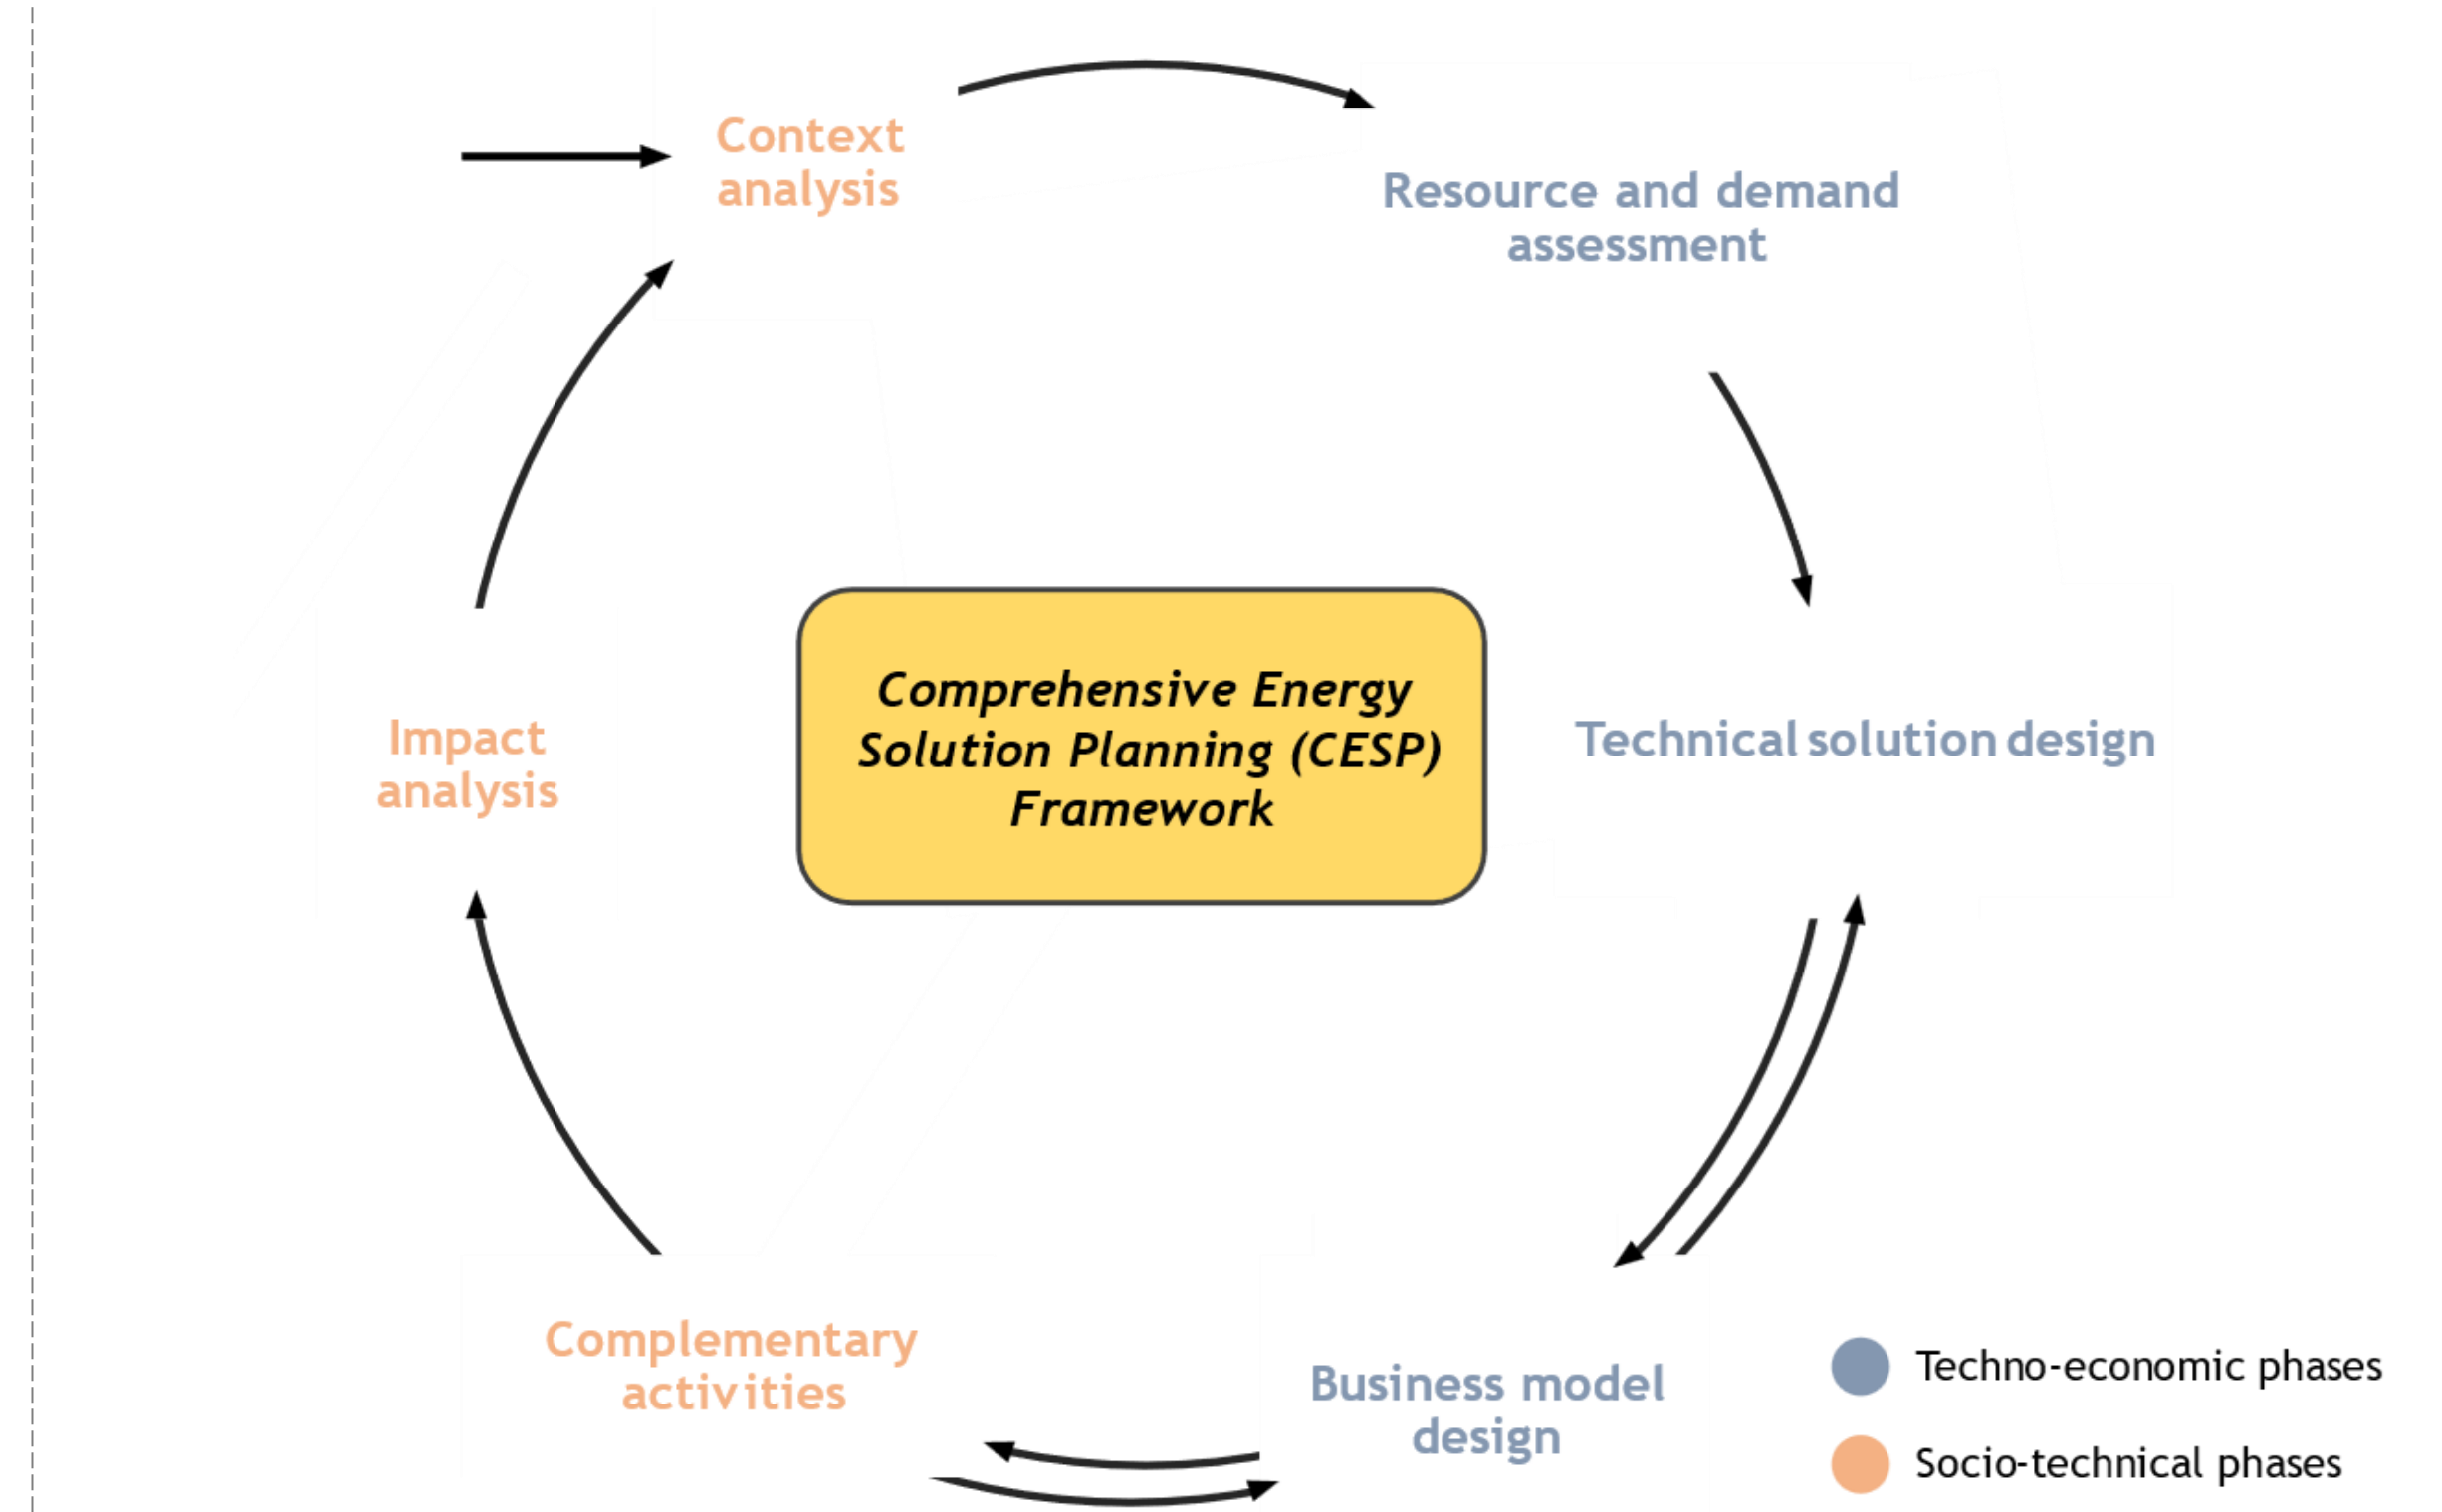 Context
analysis
Resource and demand
assessment
Comprehensive Energy
Solution Planning (CESP)
Framework
Impact
analysis
Technical solution design
Complementary
activities
Business model
design
Techno-economic phases
Socio-technical phases